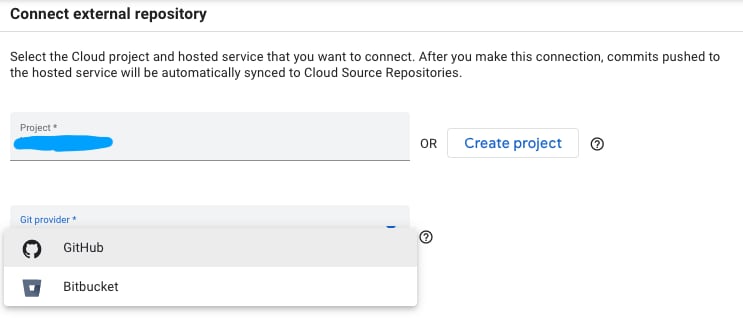 Connect external repository
Select the Cloud project and hosted service that you want to connect. After you make this connection, commits pushed to
the hosted service will be automatically synced to Cloud Source Repositories.
Project *
OR
Create project
Git provider *
GitHub
Bitbucket